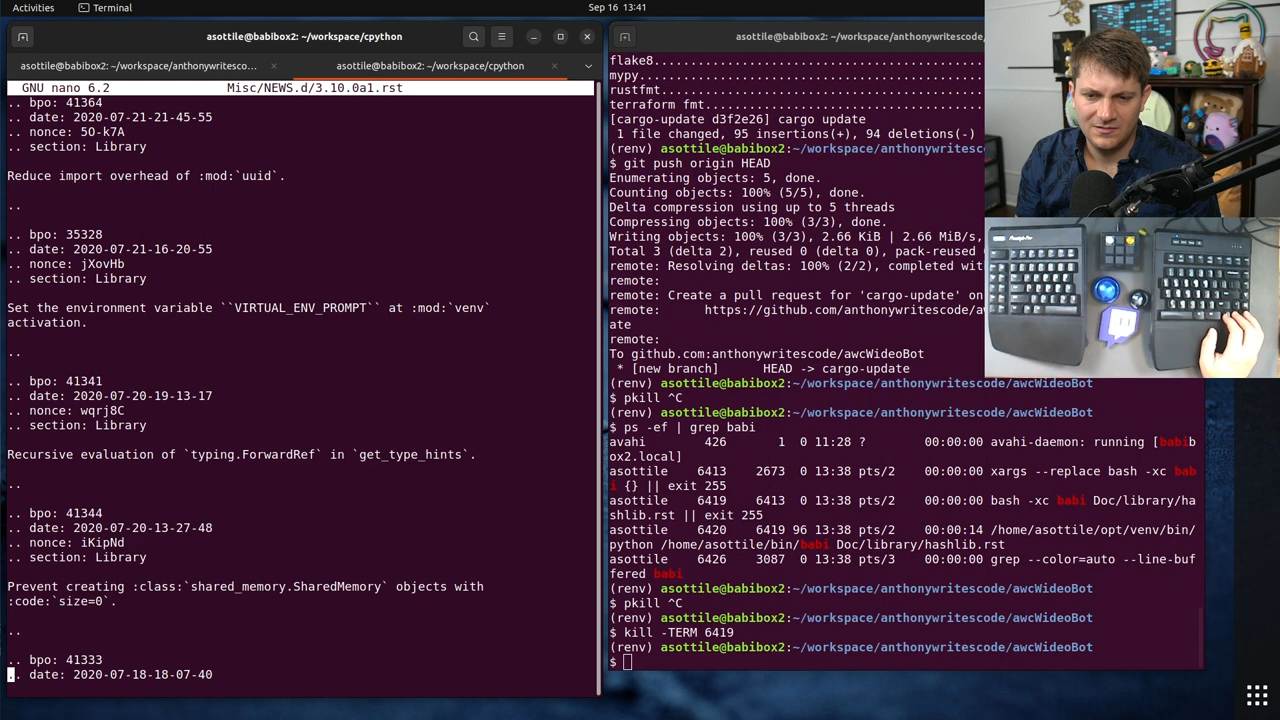 Activities
Terminal
Sep 16 13:41
asottile@babibox2: ~/workspace/cpython
asottile@babibox2: ~/workspace/anthonywritesco…
asottile@babibox2: ~/workspace/cpython
GNU nano 6.2 Misc/NEWS.d/3.10.0a1.rst
.. bpo: 41364
.. date: 2020-07-21-21-45-55
.. nonce: 5O-k7A
.. section: Library
Reduce import overhead of :mod:`uuid`.
..
.. bpo: 35328
.. date: 2020-07-21-16-20-55
.. nonce: jXovHb
.. section: Library
Set the environment variable ``VIRTUAL_ENV_PROMPT`` at :mod:`venv`
activation.
..
.. bpo: 41341
.. date: 2020-07-20-19-13-17
.. nonce: wqrj8C
.. section: Library
Recursive evaluation of `typing.ForwardRef` in `get_type_hints`.
..
.. bpo: 41344
.. date: 2020-07-20-13-27-48
.. nonce: iKipNd
.. section: Library
Prevent creating :class:`shared_memory.SharedMemory` objects with
:code:`size=0`.
..
.. bpo: 41333
.. date: 2020-07-18-18-07-40
asottile@babibox2: ~/workspace/anthonywritescode/
flake8...............................................
mypy.................................................
rustfmt..............................................
terraform fmt........................................
[cargo-update d3f2e26] cargo update
1 file changed, 95 insertions(+), 94 deletions(-)
(renv) asottile@babibox2:~/workspace/anthonywritesc
$ git push origin HEAD
Enumerating objects: 5, done.
Counting objects: 100% (5/5), done.
Delta compression using up to 5 threads
Compressing objects: 100% (3/3), done.
Writing objects: 100% (3/3), 2.66 KiB | 2.66 MiB/s,
Total 3 (delta 2), reused 0 (delta 0), pack-reused
remote: Resolving deltas: 100% (2/2), completed wit
remote:
remote: Create a pull request for 'cargo-update' on
remote: https://github.com/anthonywritescode/aw
ate
remote:
To github.com:anthonywritescode/awcVideoBot
* [new branch] HEAD -> cargo-update
(renv) asottile@babibox2:~/workspace/anthonywritescode/awcVideoBot
$ pkill ^C
(renv) asottile@babibox2:~/workspace/anthonywritescode/awcVideoBot
$ ps -ef | grep babi
avahi 426 1 0 11:28 ? 00:00:00 avahi-daemon: running [babib
ox2.local]
asottile 6413 2673 0 13:38 pts/2 00:00:00 xargs --replace bash -xc bab
i {} || exit 255
asottile 6419 6413 0 13:38 pts/2 00:00:00 bash -xc babi Doc/library/ha
shlib.rst || exit 255
asottile 6420 6419 96 13:38 pts/2 00:00:14 /home/asottile/opt/venv/bin/
python /home/asottile/bin/babi Doc/library/hashlib.rst
asottile 6426 3087 0 13:38 pts/3 00:00:00 grep --color=auto --line-buf
fered babi
(renv) asottile@babibox2:~/workspace/anthonywritescode/awcVideoBot
$ pkill ^C
(renv) asottile@babibox2:~/workspace/anthonywritescode/awcVideoBot
$ kill -TERM 6419
(renv) asottile@babibox2:~/workspace/anthonywritescode/awcVideoBot
$